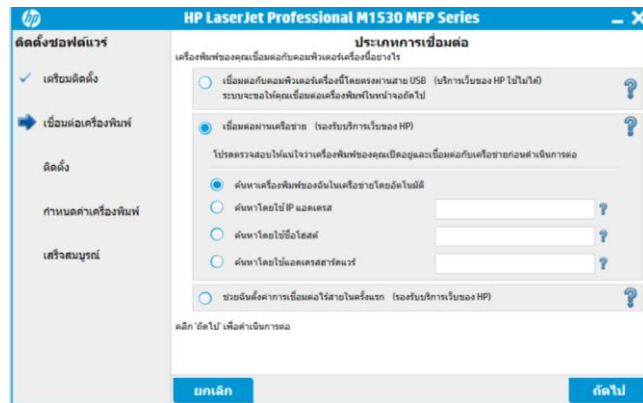 hp
HP LaserJet Professional M1530 MFP Series
ติดตั้งซอฟต์แวร์
เตรียมติดตั้ง
เชื่อมต่อเครื่องพิมพ์
ติดตั้ง
กำหนดค่าเครื่องพิมพ์
เสร็จสมบูรณ์
ประเภทการเชื่อมต่อ
เครื่องพิมพ์ของคุณเชื่อมต่อกับคอมพิวเตอร์เครื่องนี้อย่างไร
เชื่อมต่อกับคอมพิวเตอร์เครื่องนี้โดยตรงผ่านสาย USB (บริการเว็บของ HP ใช้ไม่ได้)
ระบบจะขอให้คุณเชื่อมต่อเครื่องพิมพ์ในหน้าจอถัดไป
?
เชื่อมต่อผ่านเครือข่าย (รองรับบริการเว็บของ HP)
?
โปรดตรวจสอบให้แน่ใจว่าเครื่องพิมพ์ของคุณเปิดอยู่และเชื่อมต่อกับเครือข่ายก่อนดำเนินการต่อ
ค้นหาเครื่องพิมพ์ของฉันในเครือข่ายโดยอัตโนมัติ
ค้นหาโดยใช้ IP แอดเดรส
?
ค้นหาโดยใช้ชื่อโฮสต์
?
ค้นหาโดยใช้แอดเดรสฮาร์ดแวร์
?
ช่วยฉันตั้งค่าการเชื่อมต่อไร้สายในครั้งแรก (รองรับบริการเว็บของ HP)
?
คลิก 'ถัดไป' เพื่อดำเนินการต่อ
ยกเลิก
ถัดไป